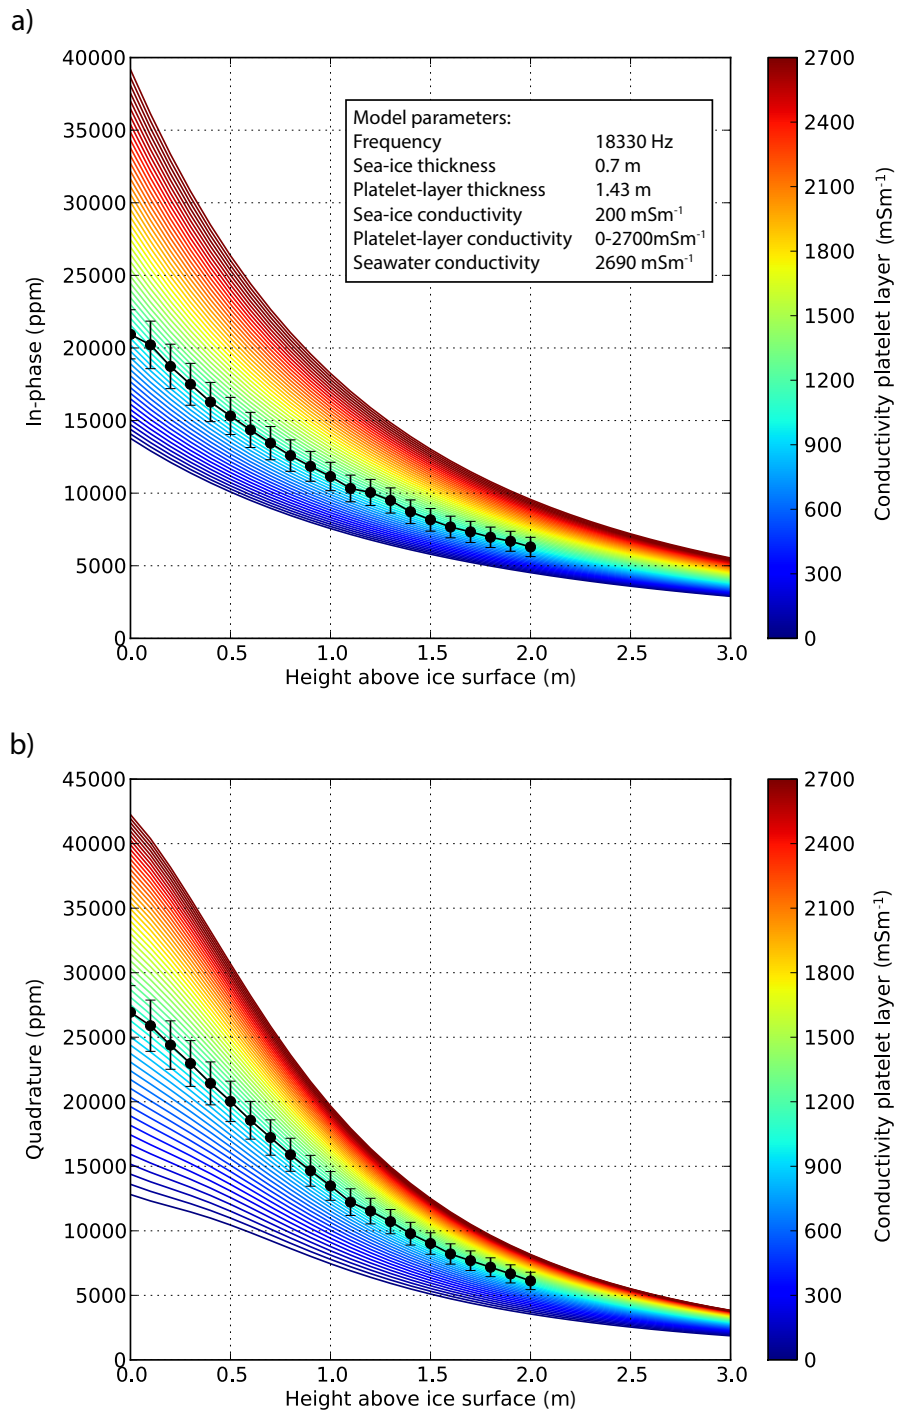 a)
40000
35000
30000
25000
20000
15000
10000
5000
0
In-phase (ppm)
Model parameters:
Frequency 18330 Hz
Sea-ice thickness 0.7 m
Platelet-layer thickness 1.43 m
Sea-ice conductivity 200 mSm⁻¹
Platelet-layer conductivity 0-2700mSm⁻¹
Seawater conductivity 2690 mSm⁻¹
0.0 0.5 1.0 1.5 2.0 2.5 3.0
Height above ice surface (m)
2700
2400
2100
1800
1500
1200
900
600
300
0
Conductivity platelet layer (mSm⁻¹)
b)
45000
40000
35000
30000
25000
20000
15000
10000
5000
0
Quadrature (ppm)
0.0 0.5 1.0 1.5 2.0 2.5 3.0
Height above ice surface (m)
2700
2400
2100
1800
1500
1200
900
600
300
0
Conductivity platelet layer (mSm⁻¹)